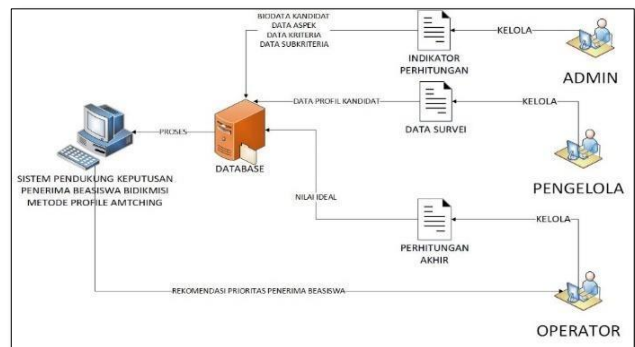 BIODATA KANDIDAT
DATA ASPEK
DATA KRITERIA
DATA SUBKRITERIA
KELOLA
INDIKATOR
PERHITUNGAN
ADMIN
DATA PROFIL KANDIDAT
KELOLA
DATA SURVEI
PROSES
DATABASE
PENGELOLA
SISTEM PENDUKUNG KEPUTUSAN
PENERIMA BEASISWA BIDIKMISI
METODE PROFILE AMTCHING
NILAI IDEAL
KELOLA
PERHITUNGAN
AKHIR
REKOMENDASI PRIORITAS PENERIMA BEASISWA
OPERATOR